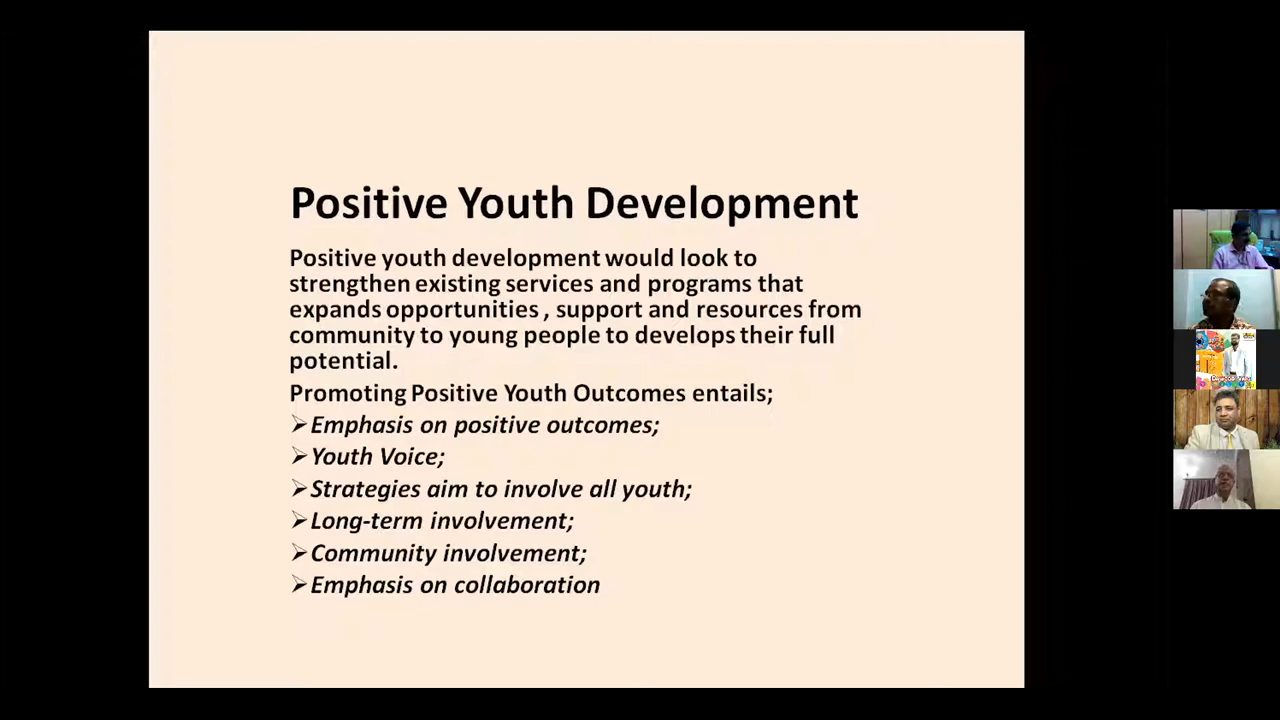 Positive Youth Development
Positive youth development would look to
strengthen existing services and programs that
expands opportunities , support and resources from
community to young people to develops their full
potential.
Promoting Positive Youth Outcomes entails;
➢Emphasis on positive outcomes;
➢Youth Voice;
➢Strategies aim to involve all youth;
➢Long-term involvement;
➢Community involvement;
➢Emphasis on collaboration